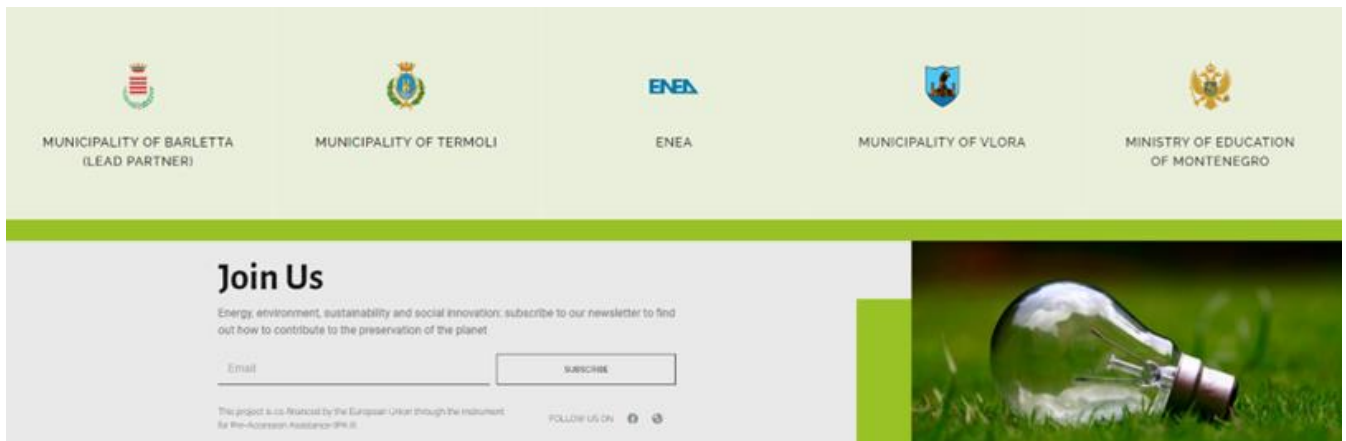 ENEA
MUNICIPALITY OF BARLETTA
(LEAD PARTNER)
MUNICIPALITY OF TERMOLI
ENEA
MUNICIPALITY OF VLORA
MINISTRY OF EDUCATION
OF MONTENEGRO
Join Us
Energy, environment, sustainability and social innovation: subscribe to our newsletter to find
out how to contribute to the preservation of the planet
Email
SUBSCRIBE
This project is co-financed by the European Union through the Instrument
for Pre-Accession Assistance (IPA II)
FOLLOW US ON